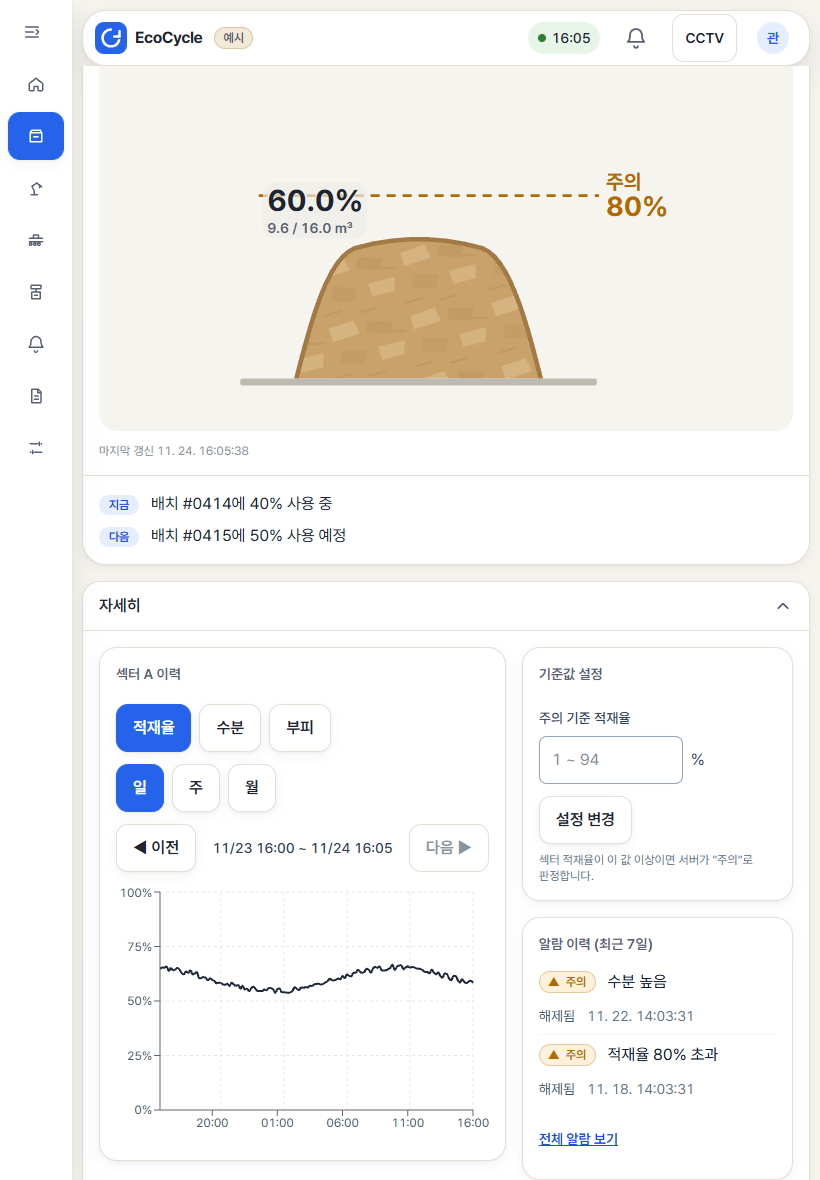 EcoCycle 예시
16:05
CCTV
관
60.0%
9.6 / 16.0 m³
주의
80%
마지막 갱신 11. 24. 16:05:38
지금 배치 #0414에 40% 사용 중
다음 배치 #0415에 50% 사용 예정
자세히
섹터 A 이력
적재율 수분 부피
일 주 월
◀ 이전 11/23 16:00 ~ 11/24 16:05 다음 ▶
100%
75%
50%
25%
0%
20:00 01:00 06:00 11:00 16:00
기준값 설정
주의 기준 적재율
1 ~ 94 %
설정 변경
섹터 적재율이 이 값 이상이면 서버가 "주의"로
판정합니다.
알람 이력 (최근 7일)
▲ 주의 수분 높음
해제됨 11. 22. 14:03:31
▲ 주의 적재율 80% 초과
해제됨 11. 18. 14:03:31
전체 알람 보기